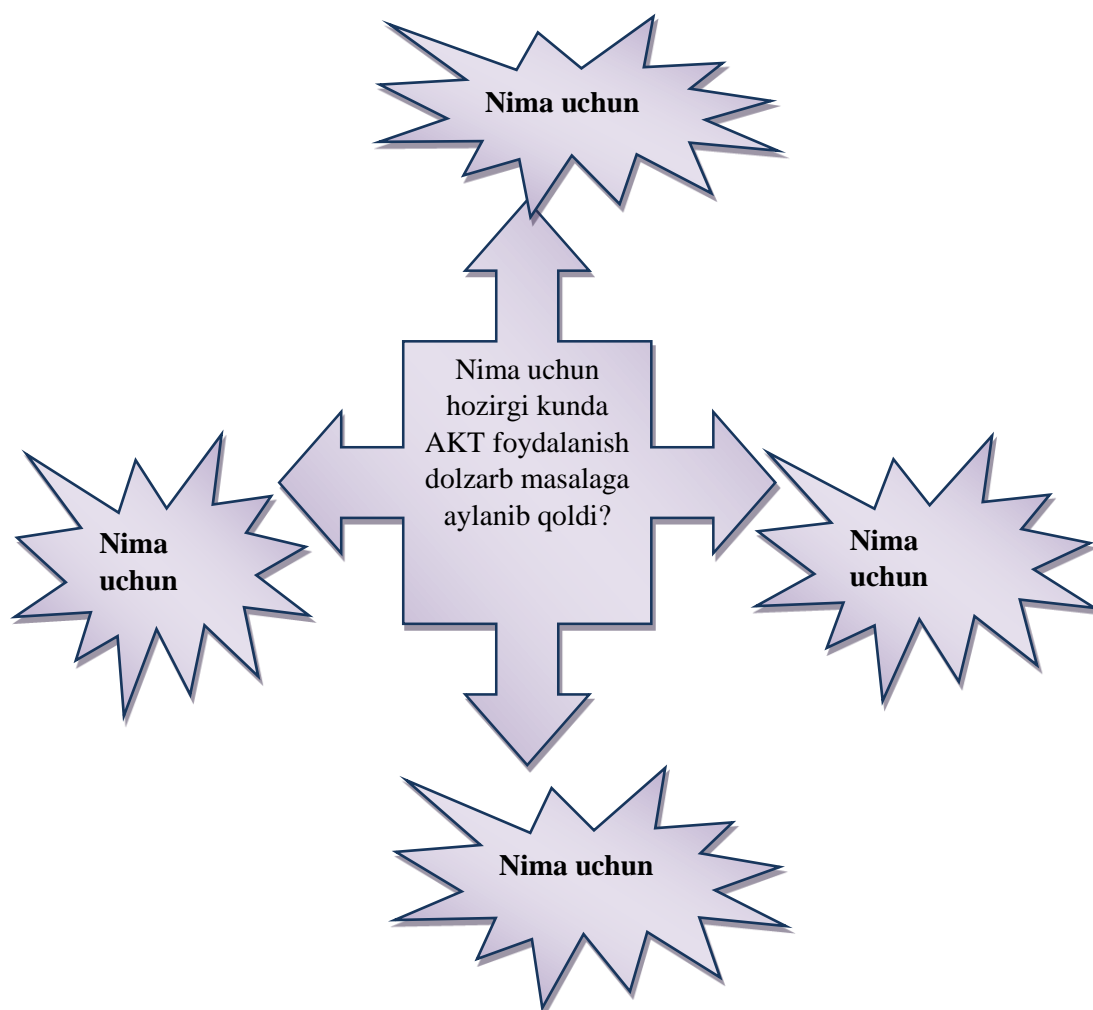 Nima uchun
Nima uchun
hozirgi kunda
AKT foydalanish
dolzarb masalaga
aylanib qoldi?
Nima
uchun
Nima
uchun
Nima uchun